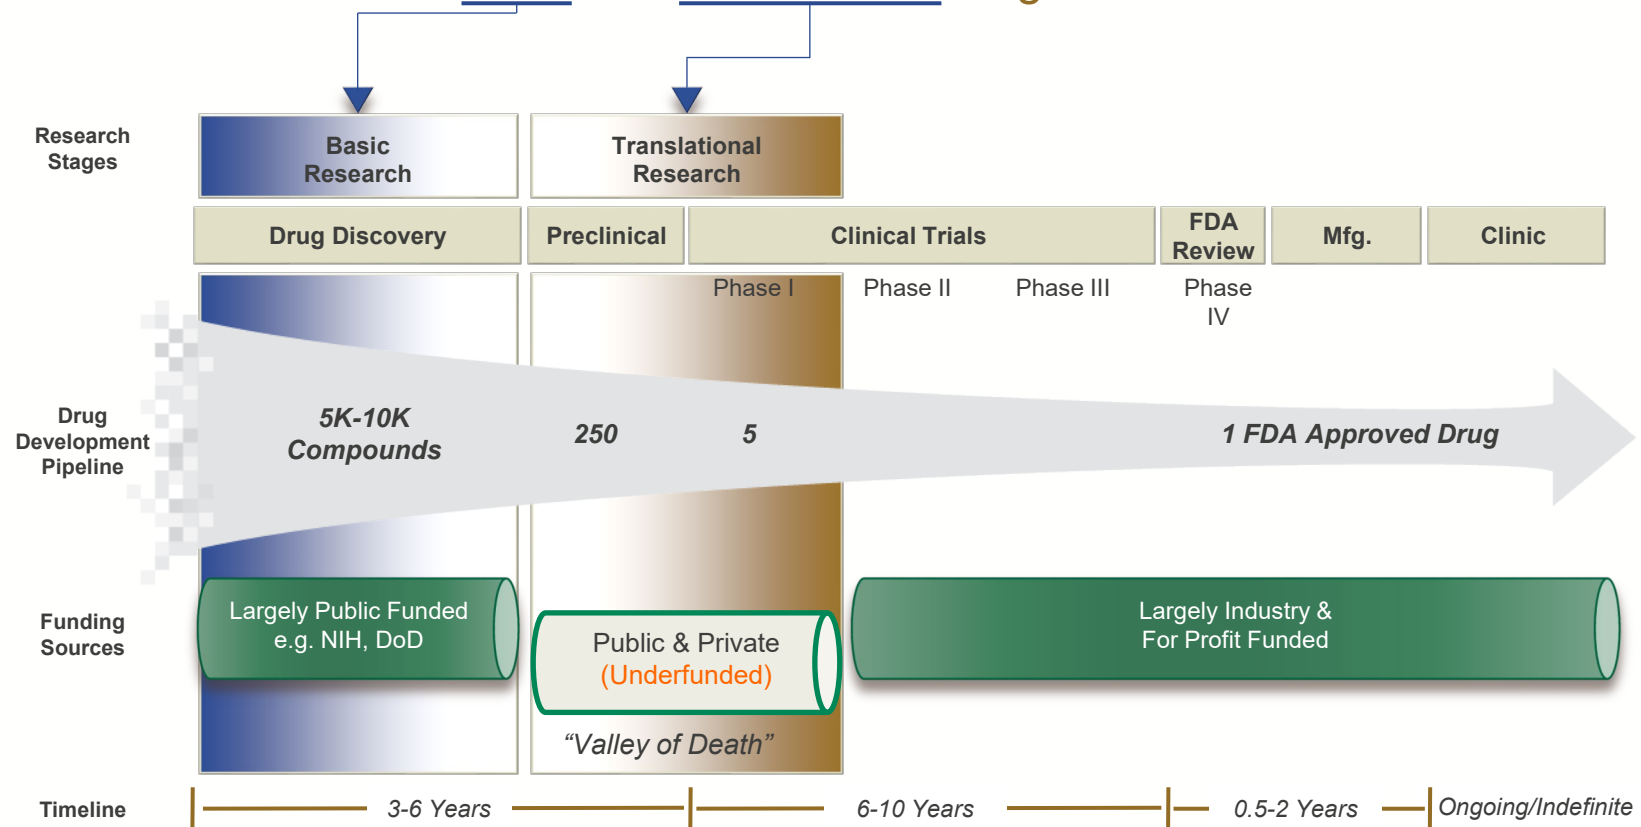 Research
Stages
Basic
Research
Translational
Research
Drug Discovery
Preclinical
Clinical Trials
FDA
Review
Mfg.
Clinic
Phase I
Phase II
Phase III
Phase
IV
Drug
Development
Pipeline
5K-10K
Compounds
250
5
1 FDA Approved Drug
Funding
Sources
Largely Public Funded
e.g. NIH, DoD
Public & Private
(Underfunded)
Largely Industry &
For Profit Funded
“Valley of Death”
Timeline
3-6 Years
6-10 Years
0.5-2 Years
Ongoing/Indefinite